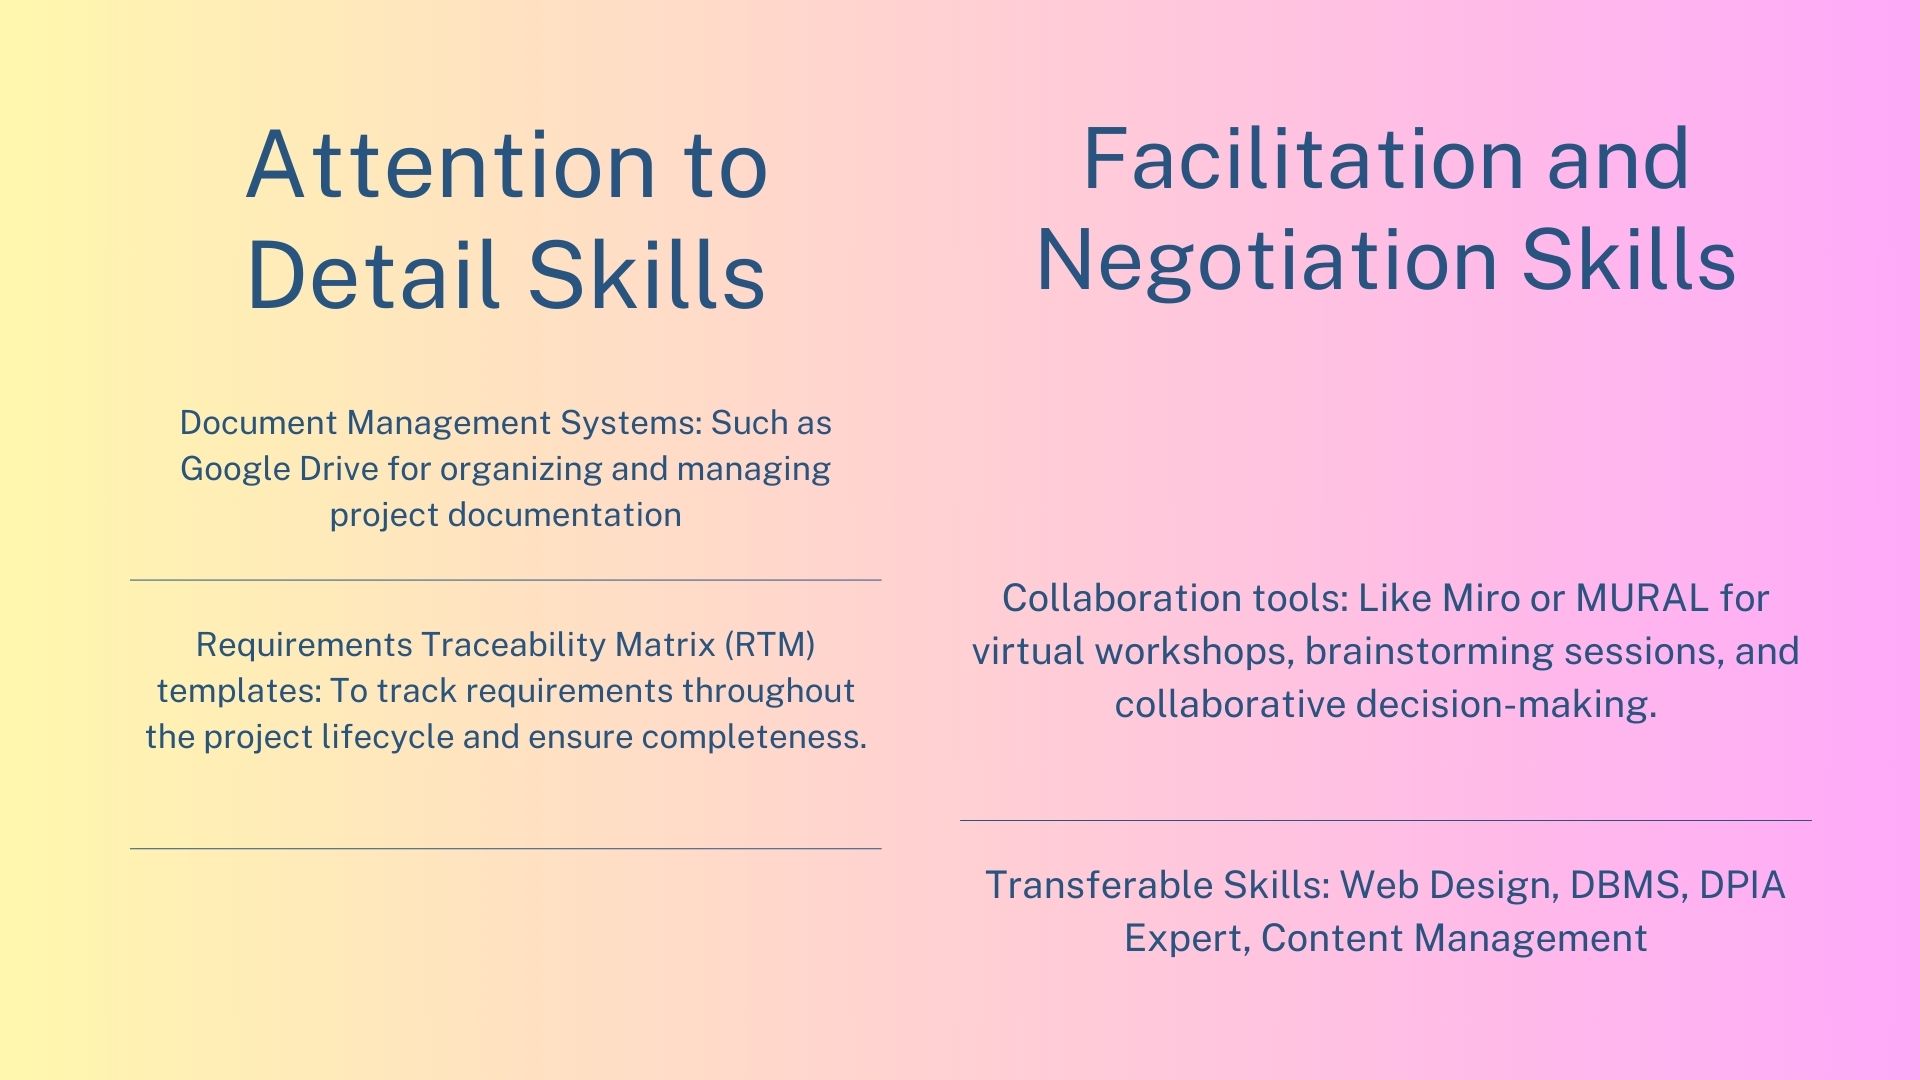 Attention to
Detail Skills
Document Management Systems: Such as
Google Drive for organizing and managing
project documentation
Requirements Traceability Matrix (RTM)
templates: To track requirements throughout
the project lifecycle and ensure completeness.
Facilitation and
Negotiation Skills
Collaboration tools: Like Miro or MURAL for
virtual workshops, brainstorming sessions, and
collaborative decision-making.
Transferable Skills: Web Design, DBMS, DPIA
Expert, Content Management